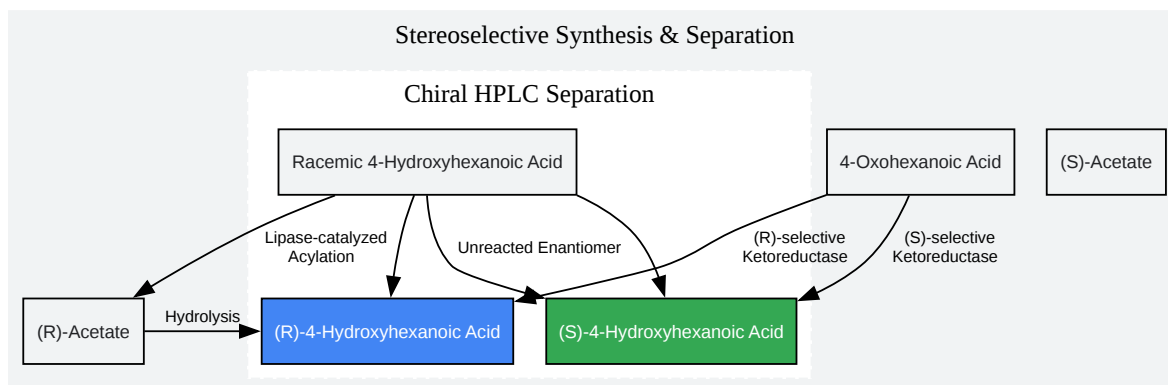 Stereoselective Synthesis & Separation
Chiral HPLC Separation
Racemic 4-Hydroxyhexanoic Acid
4-Oxohexanoic Acid
(S)-Acetate
Lipase-catalyzed
Acylation
Unreacted Enantiomer
(R)-selective
Ketoreductase
(S)-selective
Ketoreductase
(R)-Acetate
Hydrolysis
(R)-4-Hydroxyhexanoic Acid
(S)-4-Hydroxyhexanoic Acid